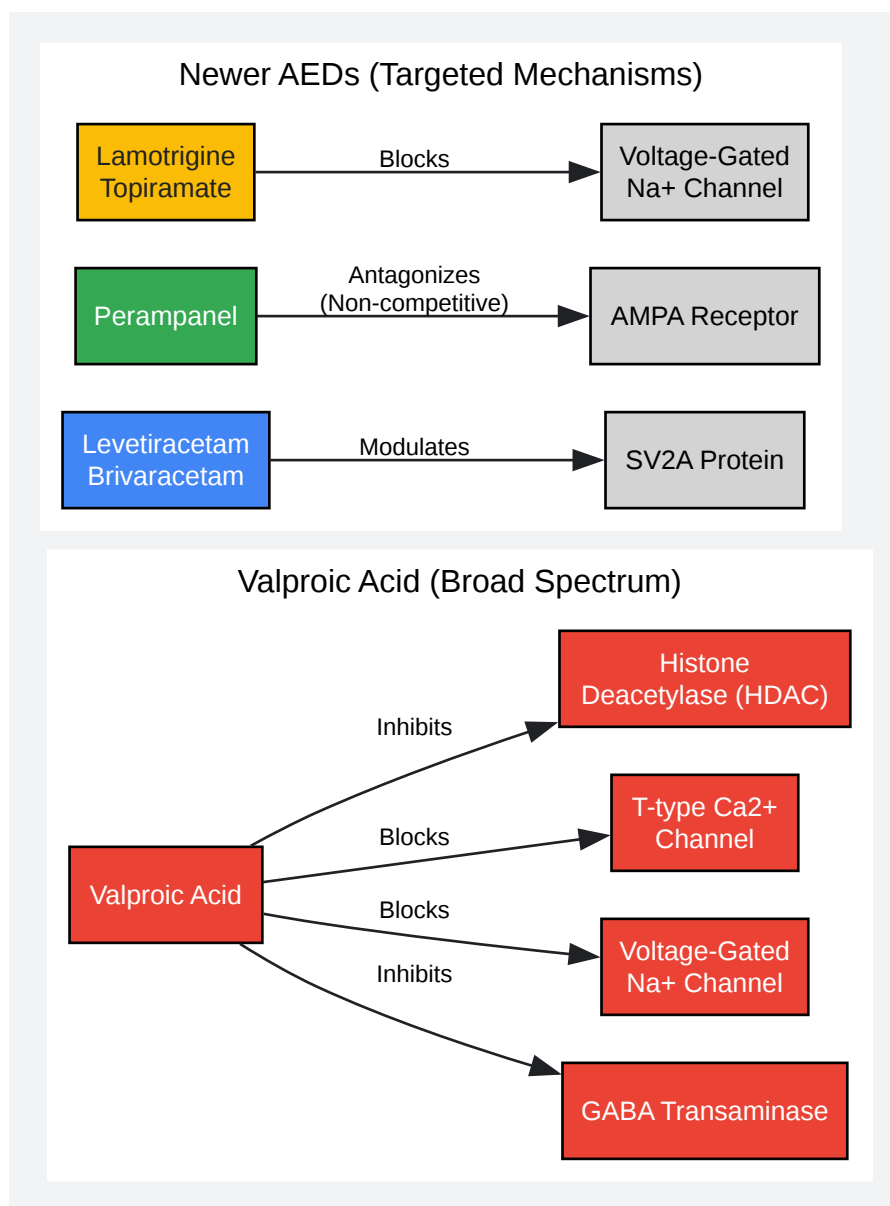 Newer AEDs (Targeted Mechanisms)
Lamotrigine
Topiramate
Blocks
Voltage-Gated
Na+ Channel
Perampanel
Antagonizes
(Non-competitive)
AMPA Receptor
Levetiracetam
Brivaracetam
Modulates
SV2A Protein
Valproic Acid (Broad Spectrum)
Valproic Acid
Inhibits
Histone
Deacetylase (HDAC)
Blocks
T-type Ca2+
Channel
Blocks
Voltage-Gated
Na+ Channel
Inhibits
GABA Transaminase